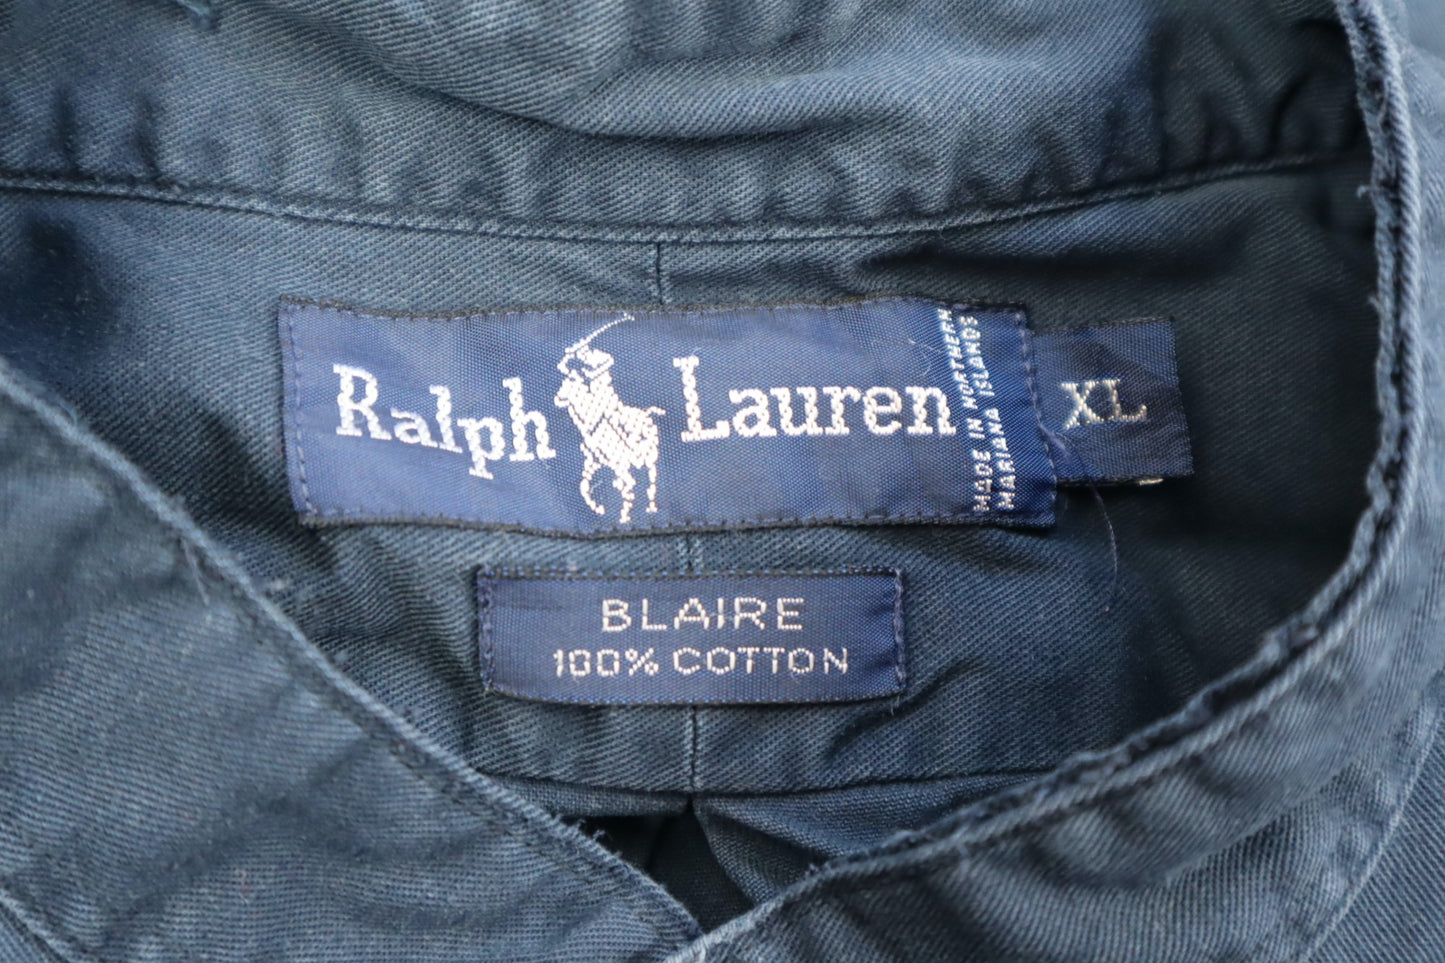 Ralph Lauren
MADE IN NORTHERN
MARIANA ISLANDS
XL
BLAIRE
100% COTTON